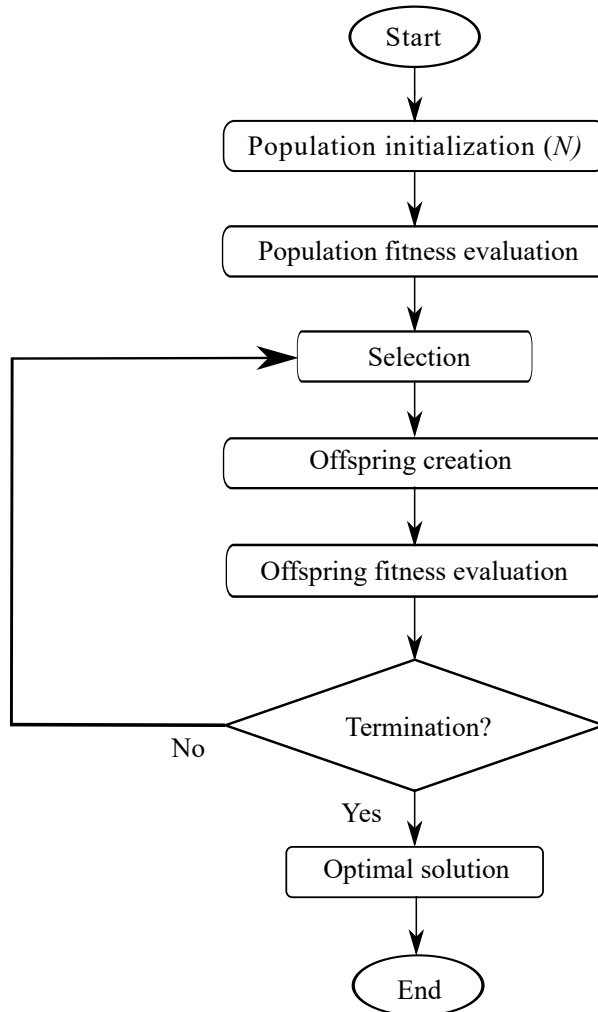 Start
Population initialization (N)
Population fitness evaluation
Selection
Offspring creation
Offspring fitness evaluation
Termination?
No
Yes
Optimal solution
End